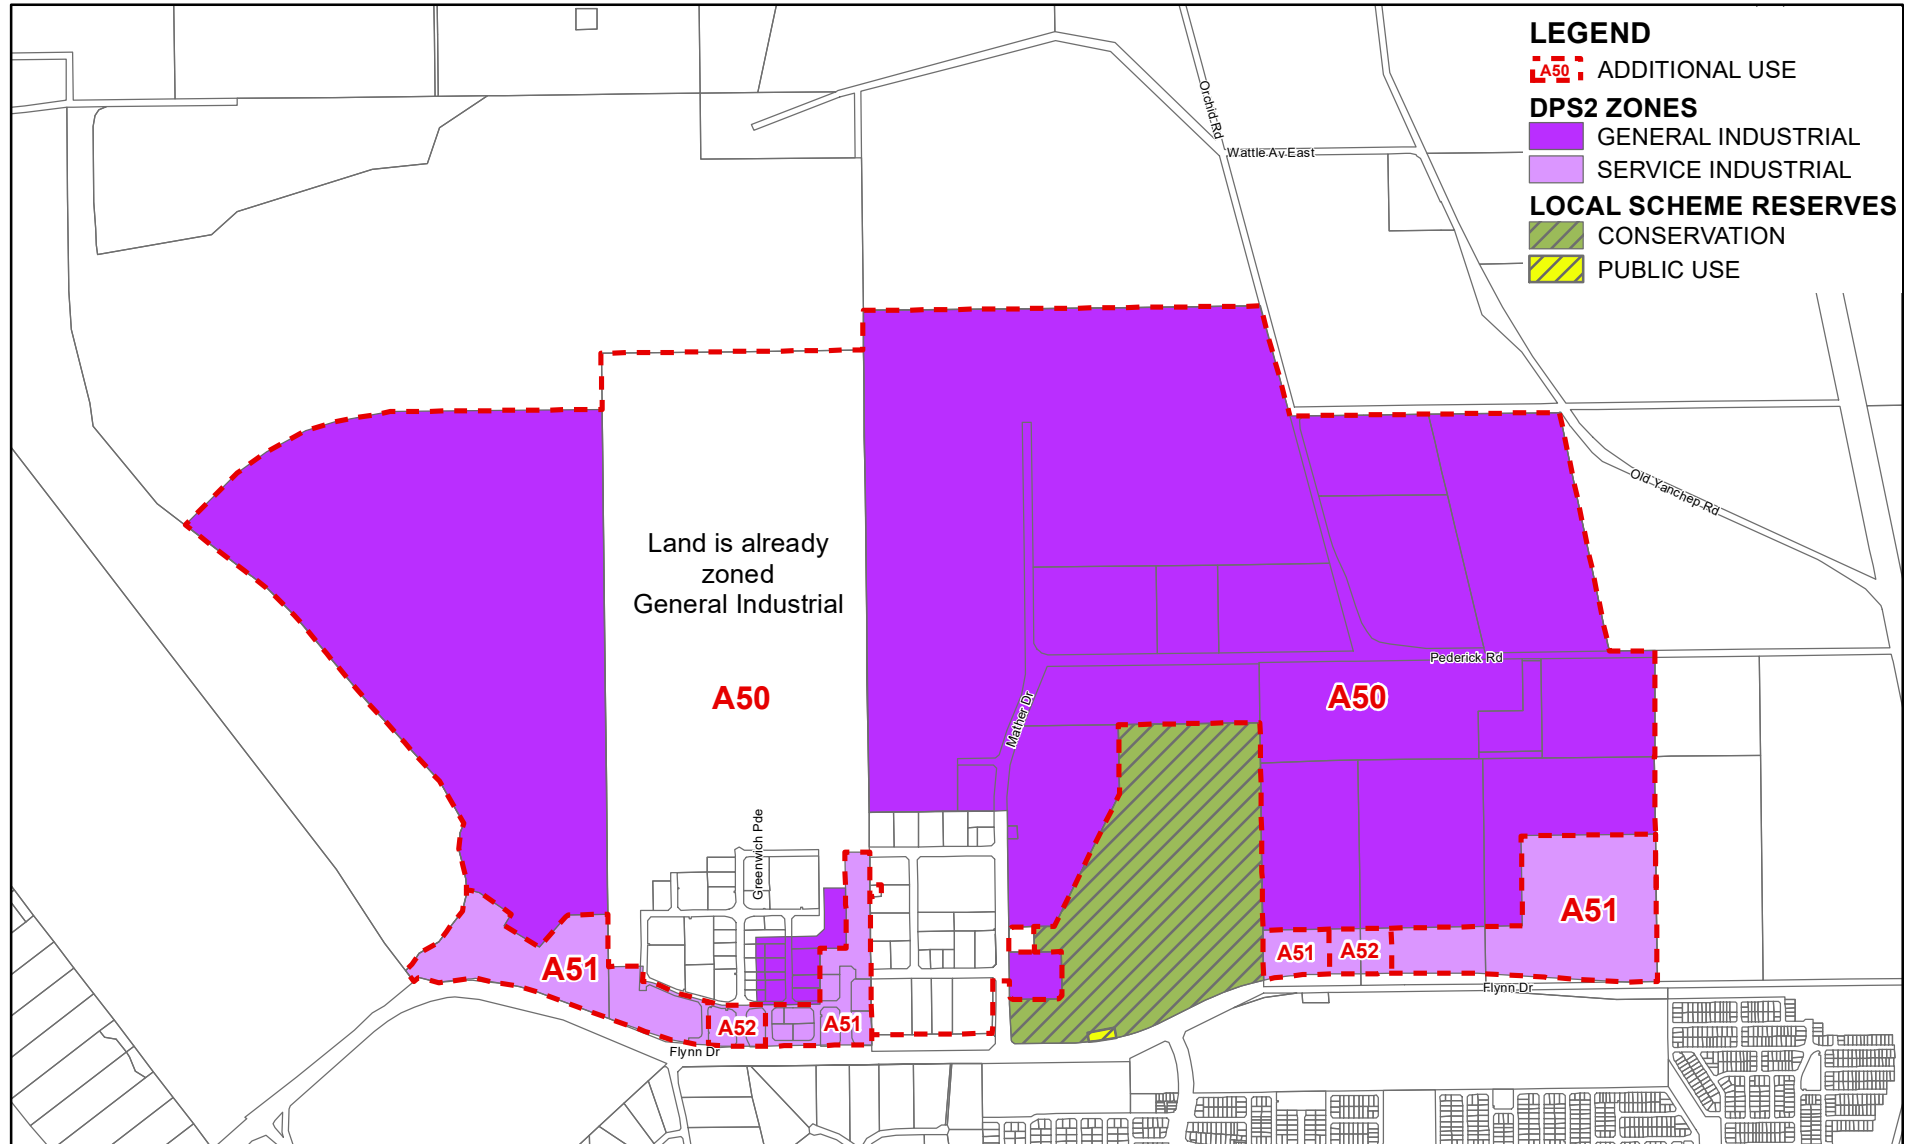 LEGEND
A50 ADDITIONAL USE
DPS2 ZONES
GENERAL INDUSTRIAL
SERVICE INDUSTRIAL
LOCAL SCHEME RESERVES
CONSERVATION
PUBLIC USE
Orchid Rd
Wattle Av East
Old Yanchep Rd
Land is already
zoned
General Industrial
Pederick Rd
A50
A50
Mather Dr
Greenwich Pde
A51
A51
A52
A51
Flynn Dr
A52
A51
Flynn Dr